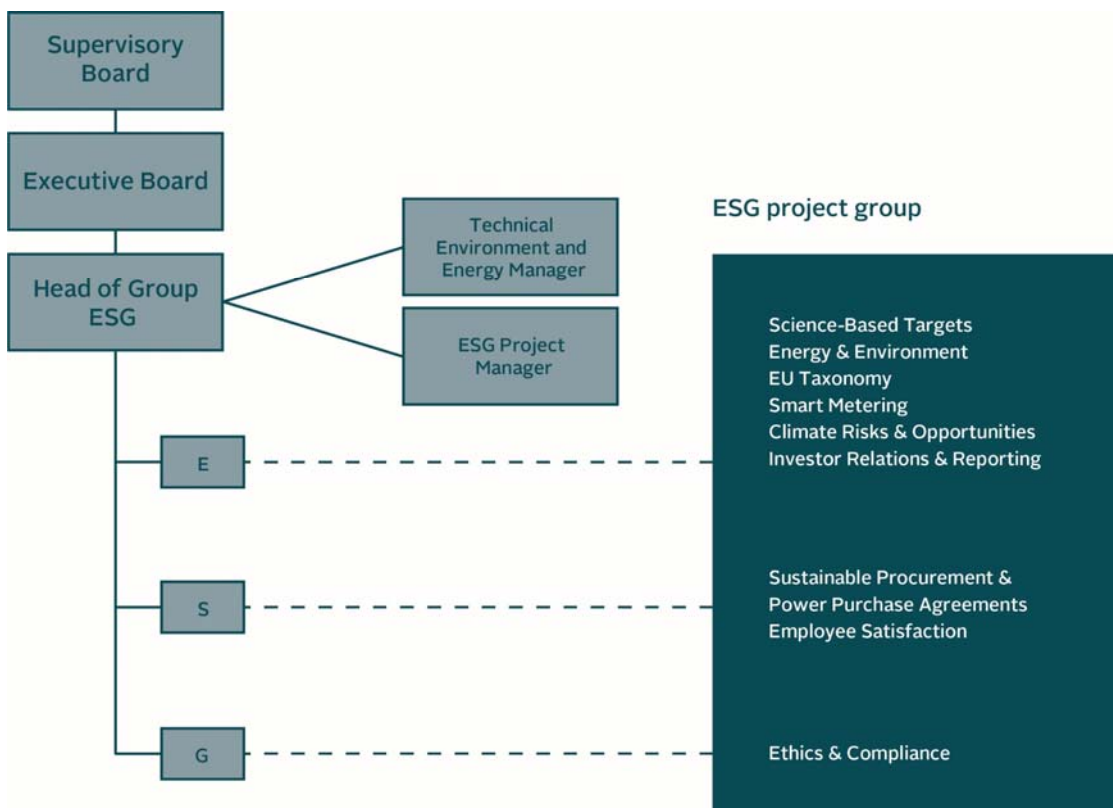 Supervisory
Board
Executive Board
Head of Group
ESG
Technical
Environment and
Energy Manager
ESG Project
Manager
E
S
G
ESG project group
Science-Based Targets
Energy & Environment
EU Taxonomy
Smart Metering
Climate Risks & Opportunities
Investor Relations & Reporting
Sustainable Procurement &
Power Purchase Agreements
Employee Satisfaction
Ethics & Compliance